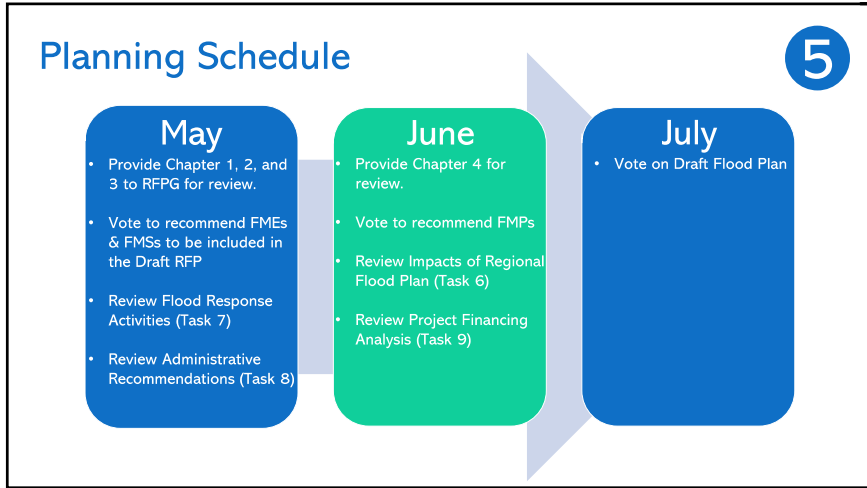 Planning Schedule
5
May
• Provide Chapter 1, 2, and
3 to RFPG for review.
• Vote to recommend FMEs
& FMSs to be included in
the Draft RFP
• Review Flood Response
Activities (Task 7)
• Review Administrative
Recommendations (Task 8)
June
• Provide Chapter 4 for
review.
• Vote to recommend FMPs
• Review Impacts of Regional
Flood Plan (Task 6)
• Review Project Financing
Analysis (Task 9)
July
• Vote on Draft Flood Plan